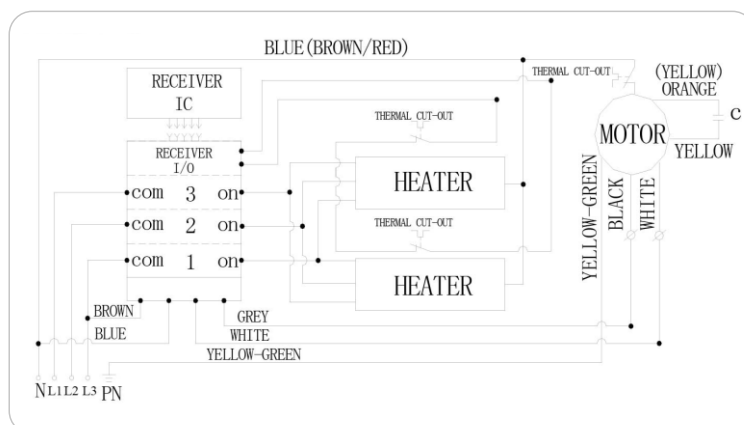 BLUE(BROWN/RED)
RECEIVER
IC
THERMAL CUT-OUT
(YELLOW)
ORANGE
C
THERMAL CUT-OUT
MOTOR
YELLOW
RECEIVER
I/O
com 3 on
HEATER
YELLOW-GREEN
BLACK
WHITE
com 2 on
THERMAL CUT-OUT
com 1 on
HEATER
BROWN
BLUE
GREY
WHITE
YELLOW-GREEN
N L1 L2 L3 PN